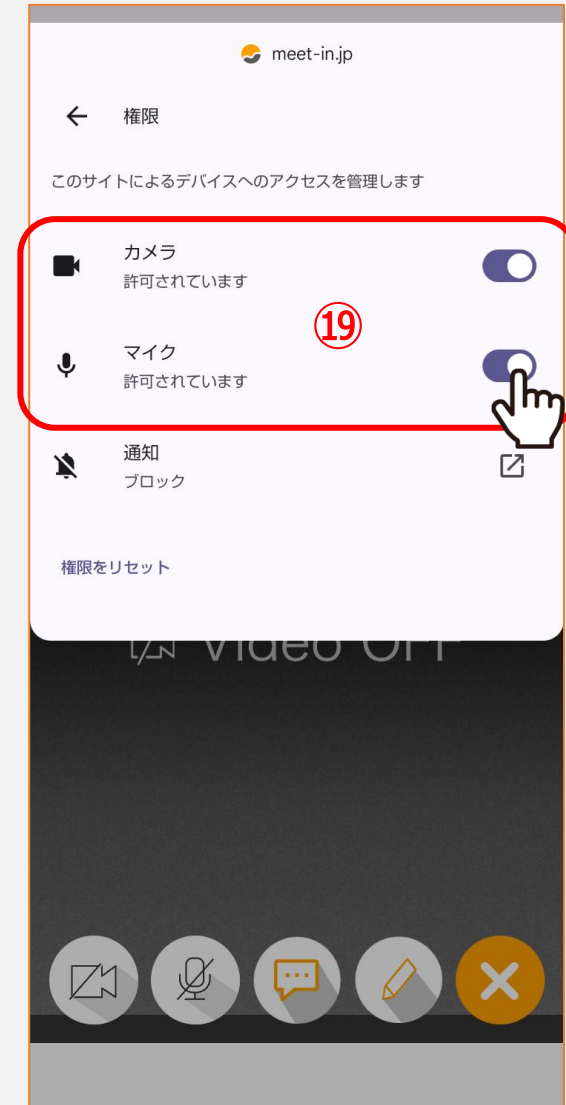 meet-in.jp
権限
このサイトによるデバイスへのアクセスを管理します
カメラ
許可されています
⑲
マイク
許可されています
通知
ブロック
権限をリセット
Video OFF